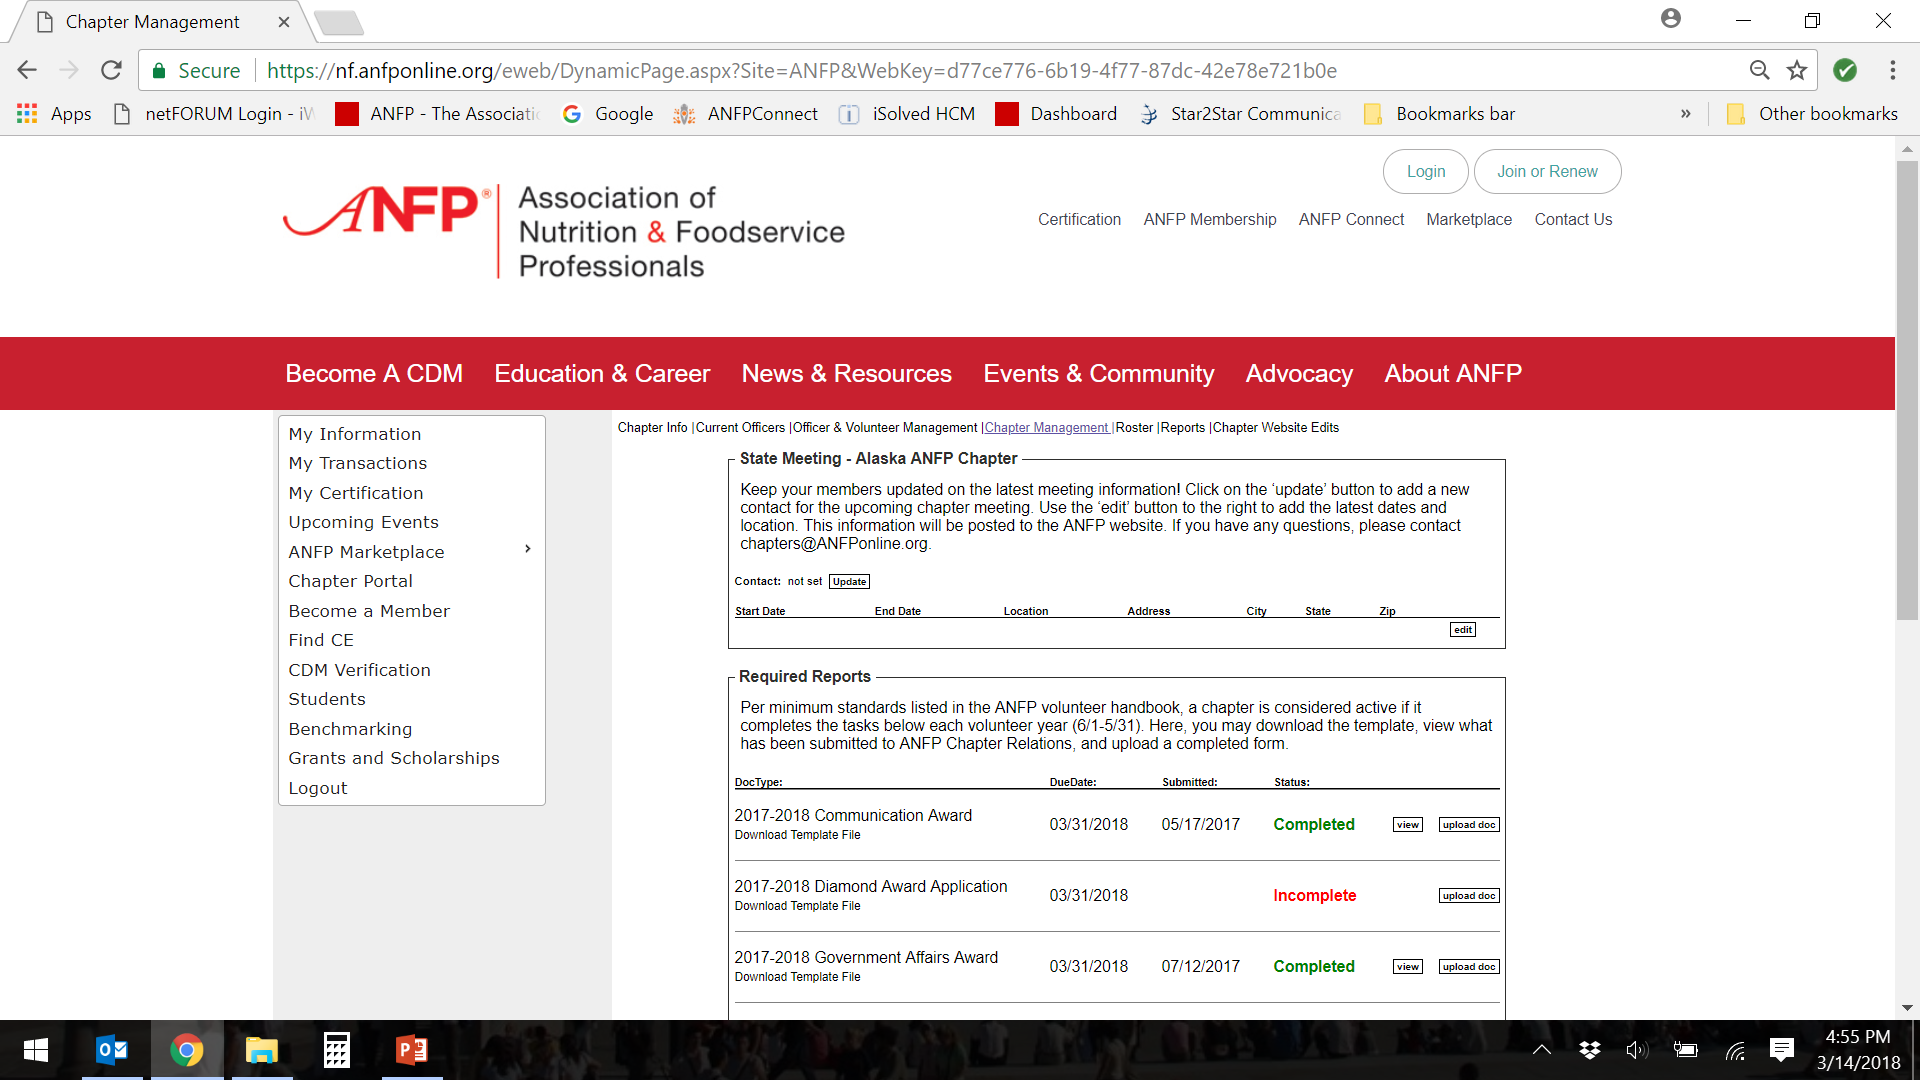 Chapter Management
Secure
https://nf.anfponline.org/eweb/DynamicPage.aspx?Site=ANFP&WebKey=d77ce776-6b19-4f77-87dc-42e78e721b0e
Apps
netFORUM Login - iW
ANFP - The Associatio
Google
ANFPConnect
iSolved HCM
Dashboard
Star2Star Communica
Bookmarks bar
»
Other bookmarks
ANFP®
Association of
Nutrition & Foodservice
Professionals
Login
Join or Renew
Certification
ANFP Membership
ANFP Connect
Marketplace
Contact Us
Become A CDM
Education & Career
News & Resources
Events & Community
Advocacy
About ANFP
My Information
My Transactions
My Certification
Upcoming Events
ANFP Marketplace
Chapter Portal
Become a Member
Find CE
CDM Verification
Students
Benchmarking
Grants and Scholarships
Logout
Chapter Info |Current Officers |Officer & Volunteer Management |Chapter Management |Roster |Reports |Chapter Website Edits
State Meeting - Alaska ANFP Chapter
Keep your members updated on the latest meeting information! Click on the ‘update’ button to add a new
contact for the upcoming chapter meeting. Use the ‘edit’ button to the right to add the latest dates and
location. This information will be posted to the ANFP website. If you have any questions, please contact
chapters@ANFPonline.org.
Contact: not set Update
Start Date End Date Location Address City State Zip
edit
Required Reports
Per minimum standards listed in the ANFP volunteer handbook, a chapter is considered active if it
completes the tasks below each volunteer year (6/1-5/31). Here, you may download the template, view what
has been submitted to ANFP Chapter Relations, and upload a completed form.
DocType: DueDate: Submitted: Status:
2017-2018 Communication Award
Download Template File
03/31/2018 05/17/2017 Completed view upload doc
2017-2018 Diamond Award Application
Download Template File
03/31/2018 Incomplete upload doc
2017-2018 Government Affairs Award
Download Template File
03/31/2018 07/12/2017 Completed view upload doc
4:55 PM
3/14/2018